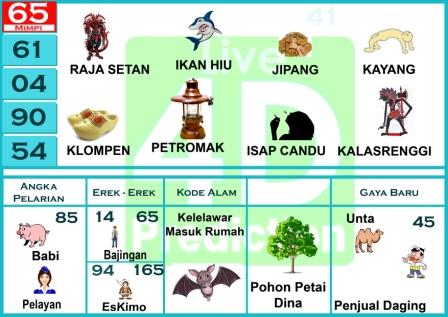 65
MIMPI
61
04
90
54
41
Live
4D
Prediction
RAJA SETAN
IKAN HIU
JIPANG
KAYANG
KLOMPEN
PETROMAK
ISAP CANDU
KALASRENGGI
ANGKA
PELARIAN
EREK - EREK
KODE ALAM
GAYA BARU
85
Babi
Pelayan
14 65
Bajingan
94 165
EsKimo
Kelelawar
Masuk Rumah
Pohon Petai
Dina
Unta
45
Penjual Daging